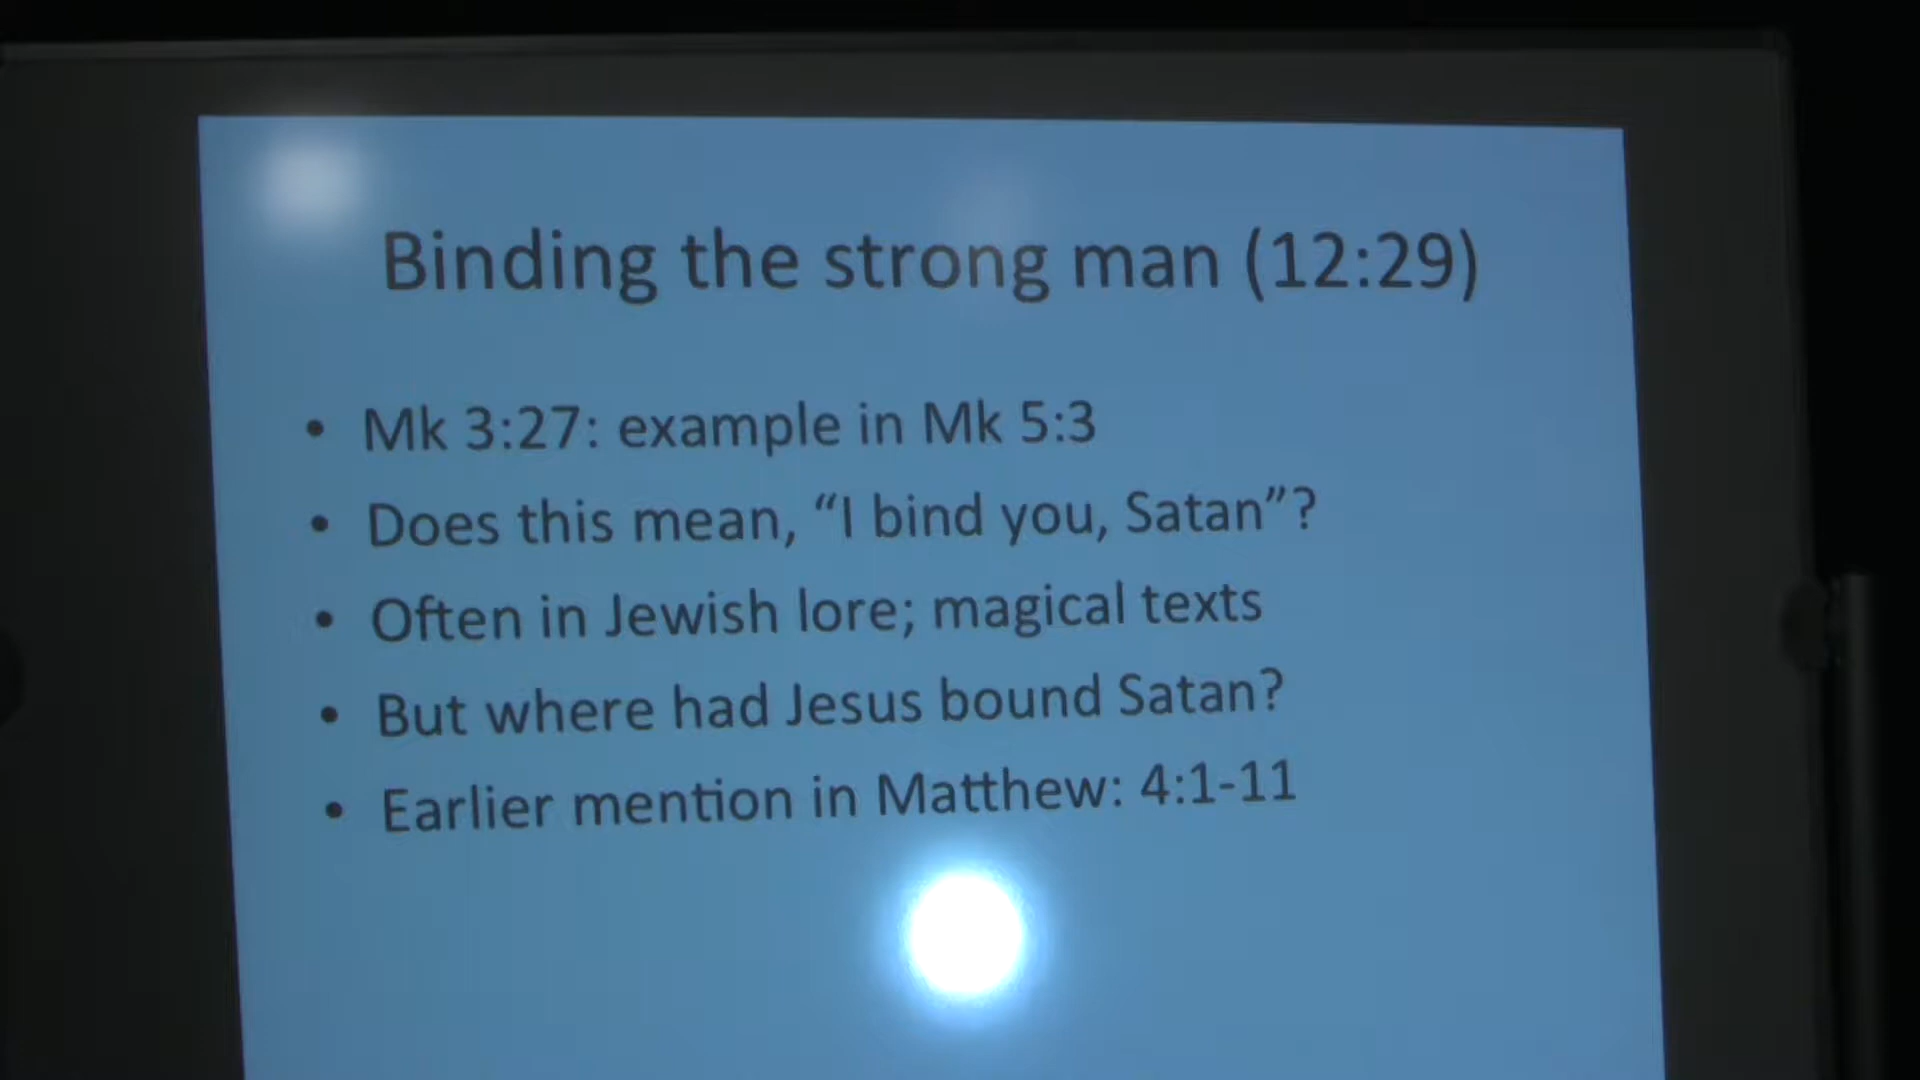 Binding the strong man (12:29)
• Mk 3:27: example in Mk 5:3
• Does this mean, “I bind you, Satan”?
• Often in Jewish lore; magical texts
• But where had Jesus bound Satan?
• Earlier mention in Matthew: 4:1-11